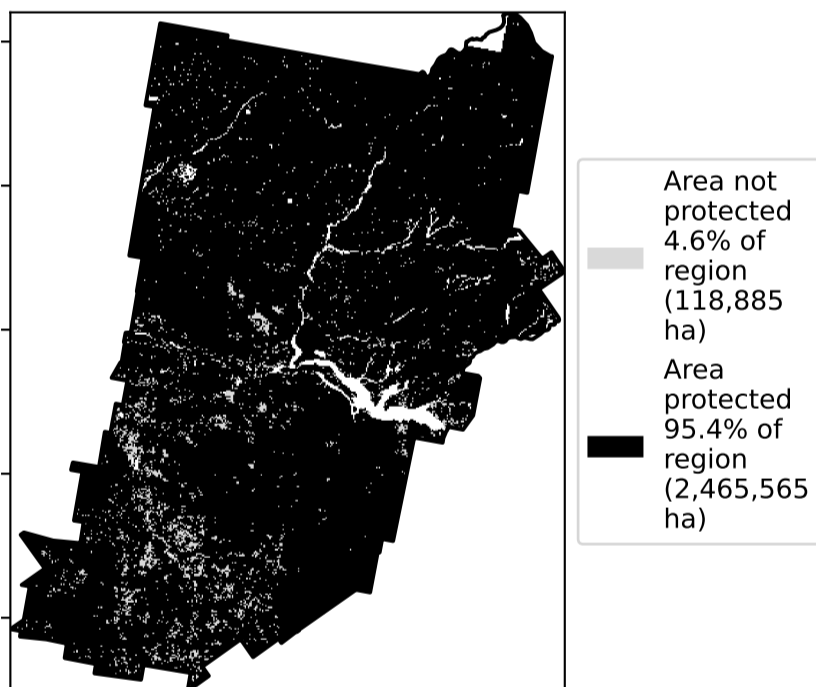 Area not
protected
4.6% of
region
(118,885
ha)
Area
protected
95.4% of
region
(2,465,565
ha)